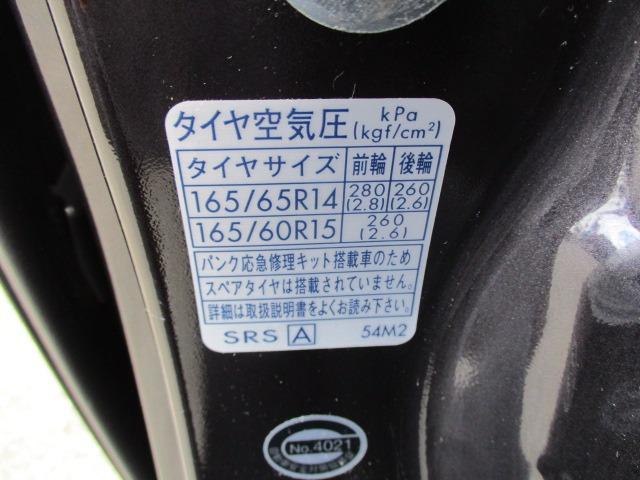 タイヤ空気圧 kPa (kgf/cm²)
タイヤサイズ 前輪 後輪
165/65R14 280 (2.8) 260 (2.6)
165/60R15 260 (2.6)
パンク応急修理キット搭載車のため
スペアタイヤは搭載されていません。
詳細は取扱説明書をよくお読み下さい。
SRS A 54M2
No.4021